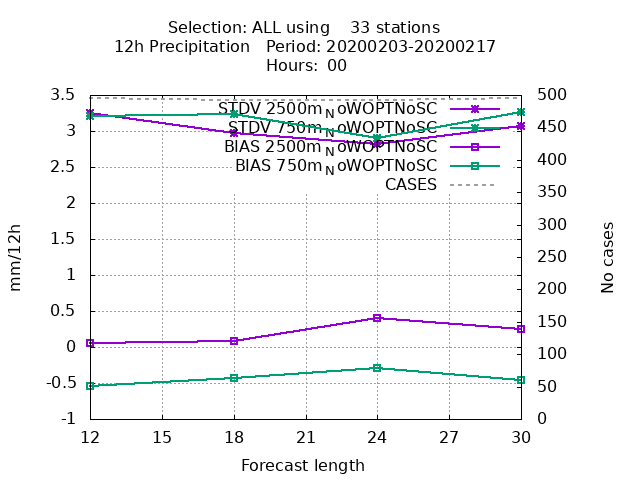 Selection: ALL using 33 stations
12h Precipitation Period: 20200203-20200217
Hours: 00
3.5
3
2.5
2
1.5
1
0.5
0
-0.5
-1
mm/12h
STDV 2500m_NoWOPTNoSC
STDV 750m_NoWOPTNoSC
BIAS 2500m_NoWOPTNoSC
BIAS 750m_NoWOPTNoSC
CASES
500
450
400
350
300
250
200
150
100
50
0
No cases
12 15 18 21 24 27 30
Forecast length